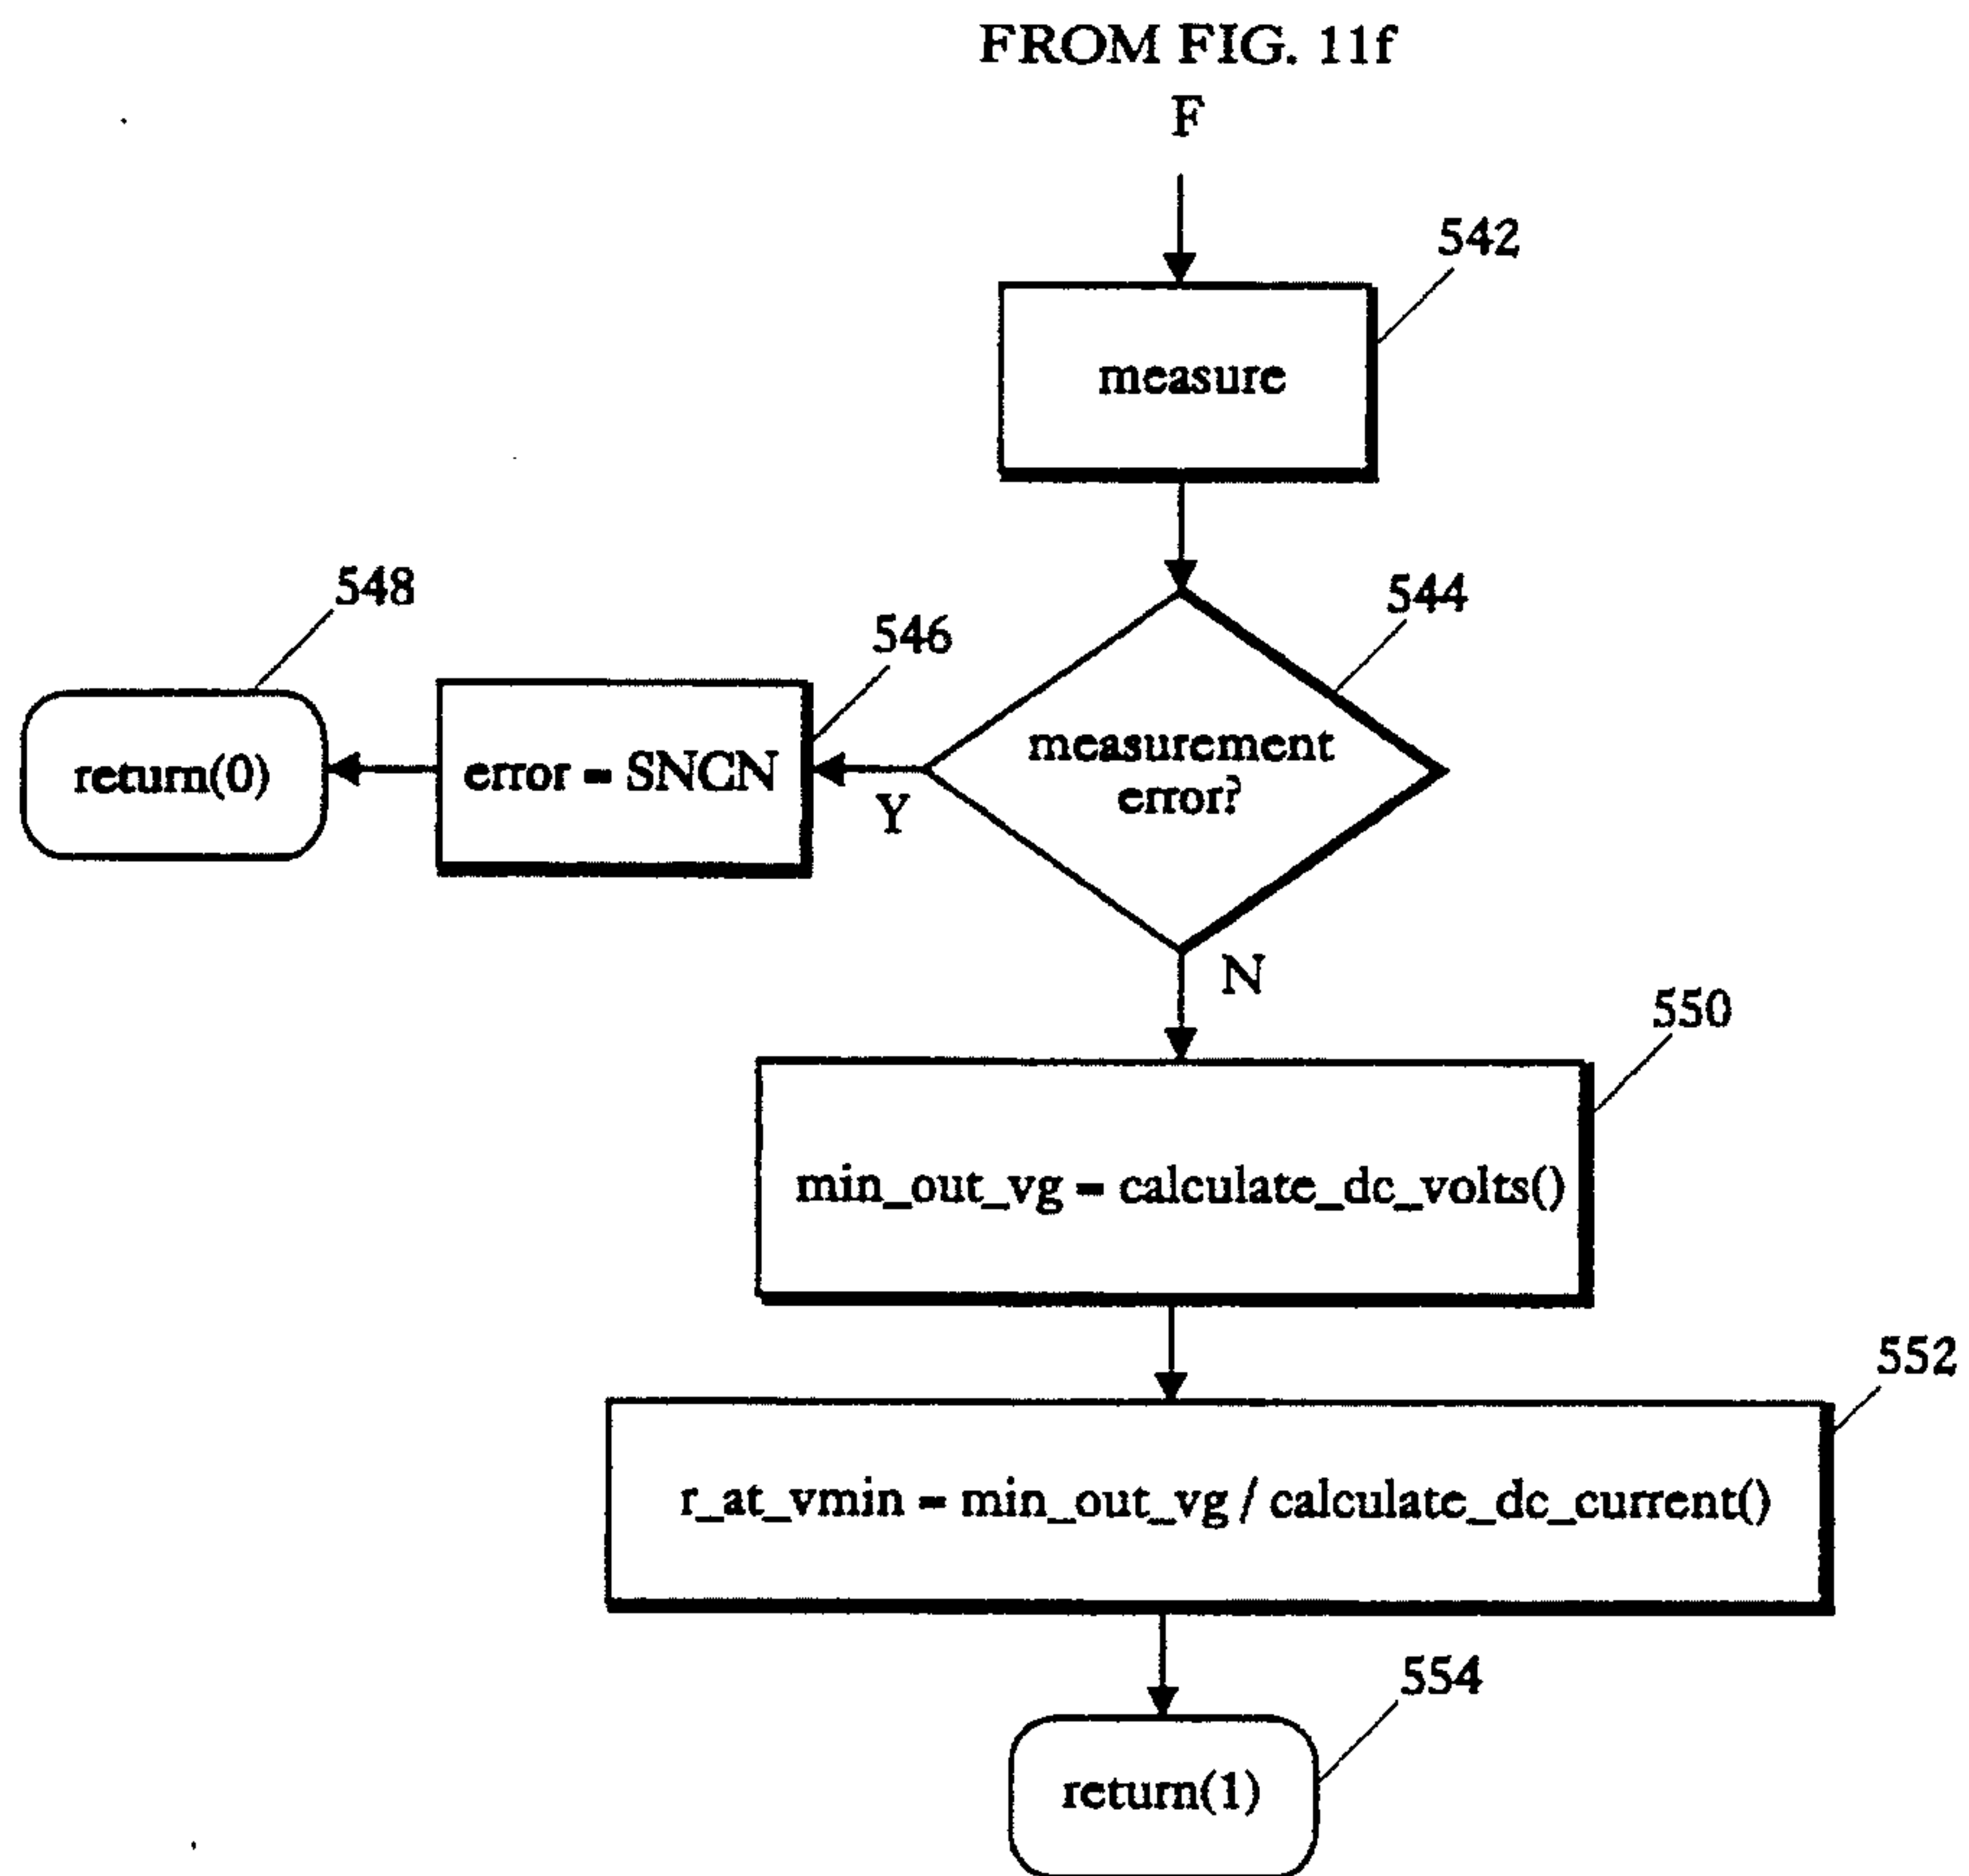 FROM FIG. 11f
F
542
measure
544
measurement
error?
Y
546
error = SNCN
548
return(0)
N
550
min_out_vg = calculate_dc_volts()
552
r_at_vmin = min_out_vg / calculate_dc_current()
554
return(1)